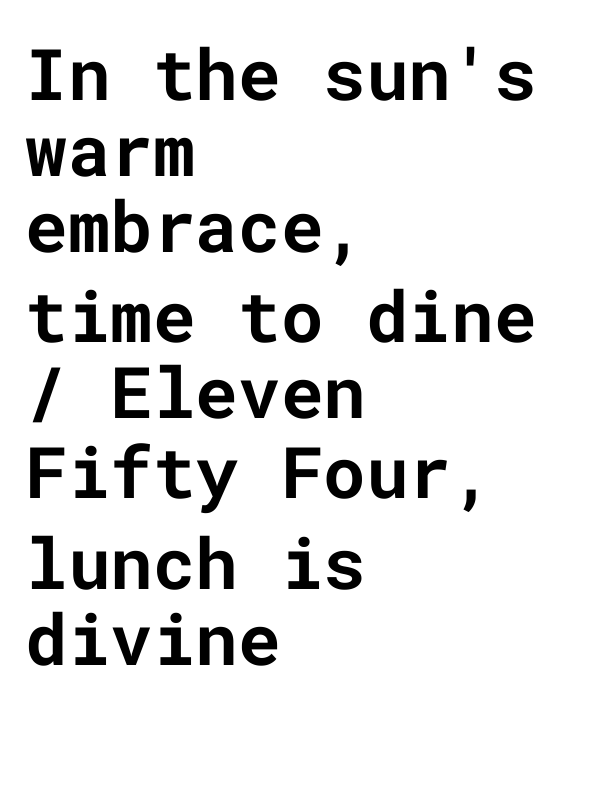 In the sun's
warm
embrace,
time to dine
/ Eleven
Fifty Four,
lunch is
divine